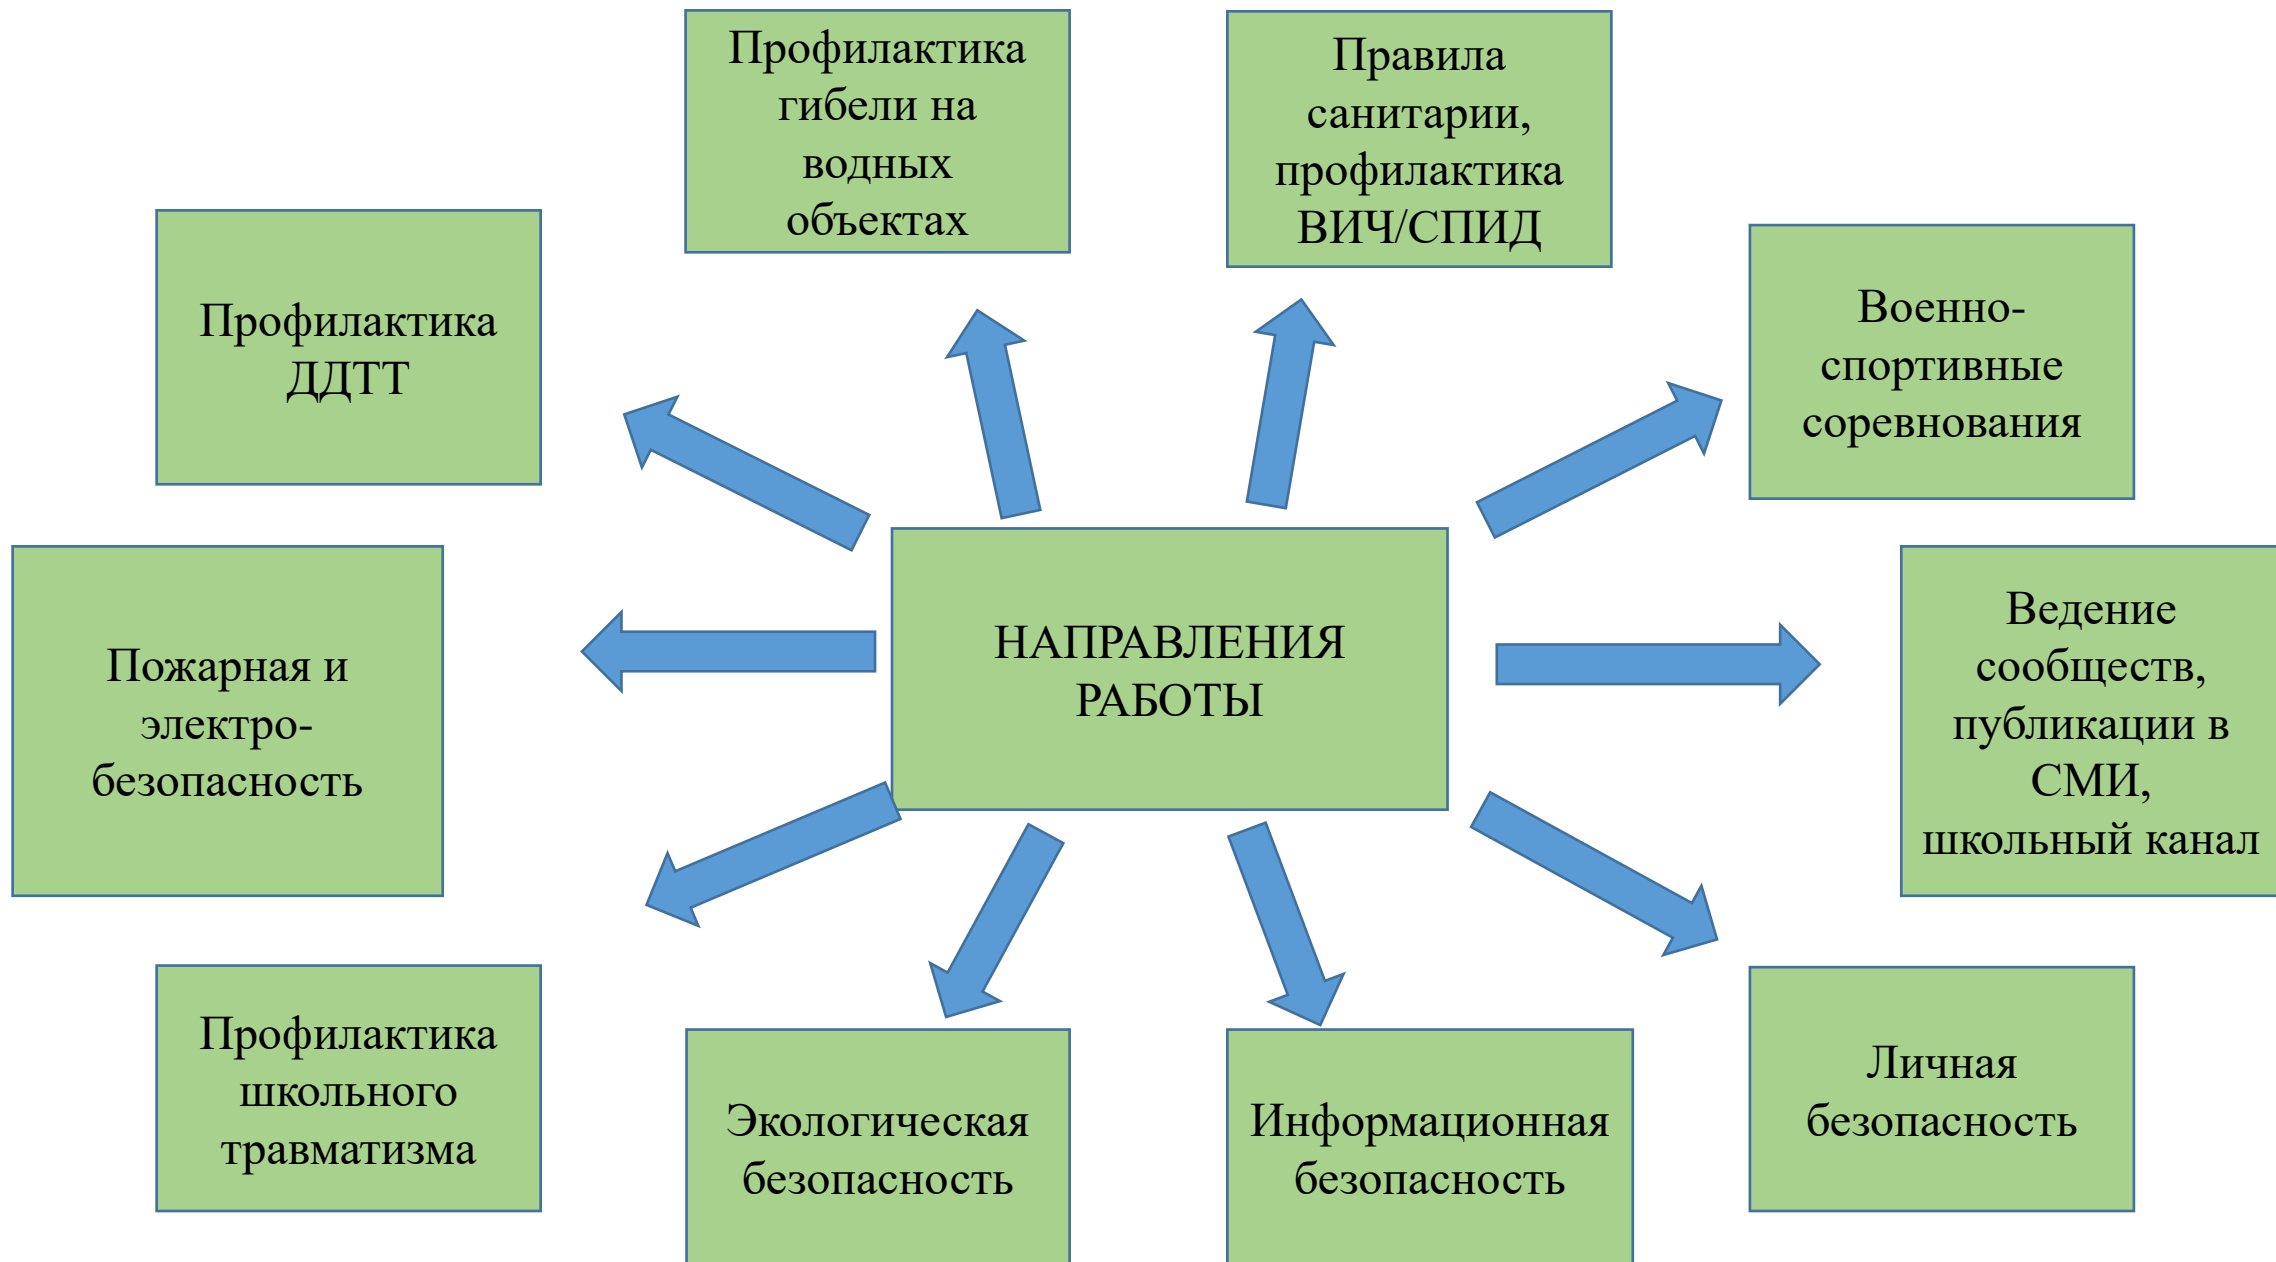 Профилактика
гибели на
водных
объектах
Правила
санитарии,
профилактика
ВИЧ/СПИД
Профилактика
ДДТТ
Военно-
спортивные
соревнования
Пожарная и
электро-
безопасность
НАПРАВЛЕНИЯ
РАБОТЫ
Ведение
сообществ,
публикации в
СМИ,
школьный канал
Профилактика
школьного
травматизма
Экологическая
безопасность
Информационная
безопасность
Личная
безопасность